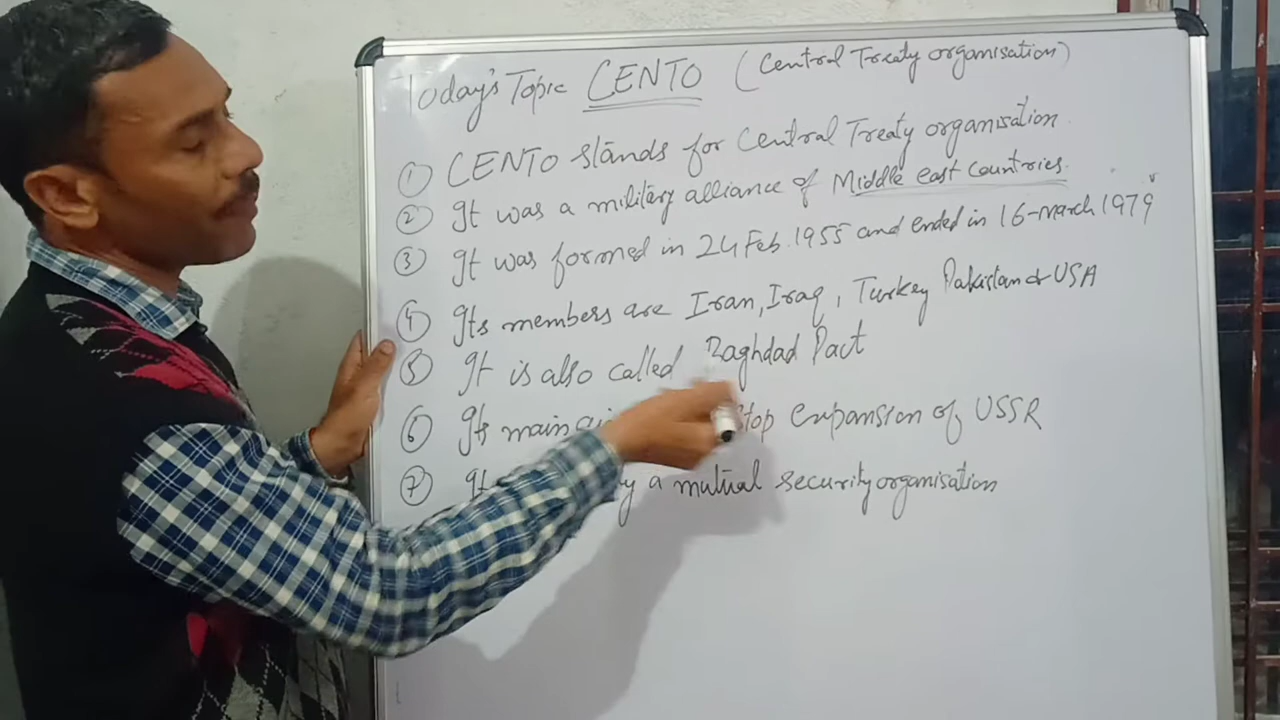 Today's Topic CENTO (Central Treaty organisation)
① CENTO stands for Central Treaty organisation.
② It was a military alliance of Middle east countries.
③ It was formed in 24 Feb. 1955 and ended in 16-march 1979
④ Its members are Iran, Iraq, Turkey Pakistan & USA
⑤ It is also called Baghdad Pact
⑥ Its main stop expansion of USSR
⑦ It a mutual security organisation